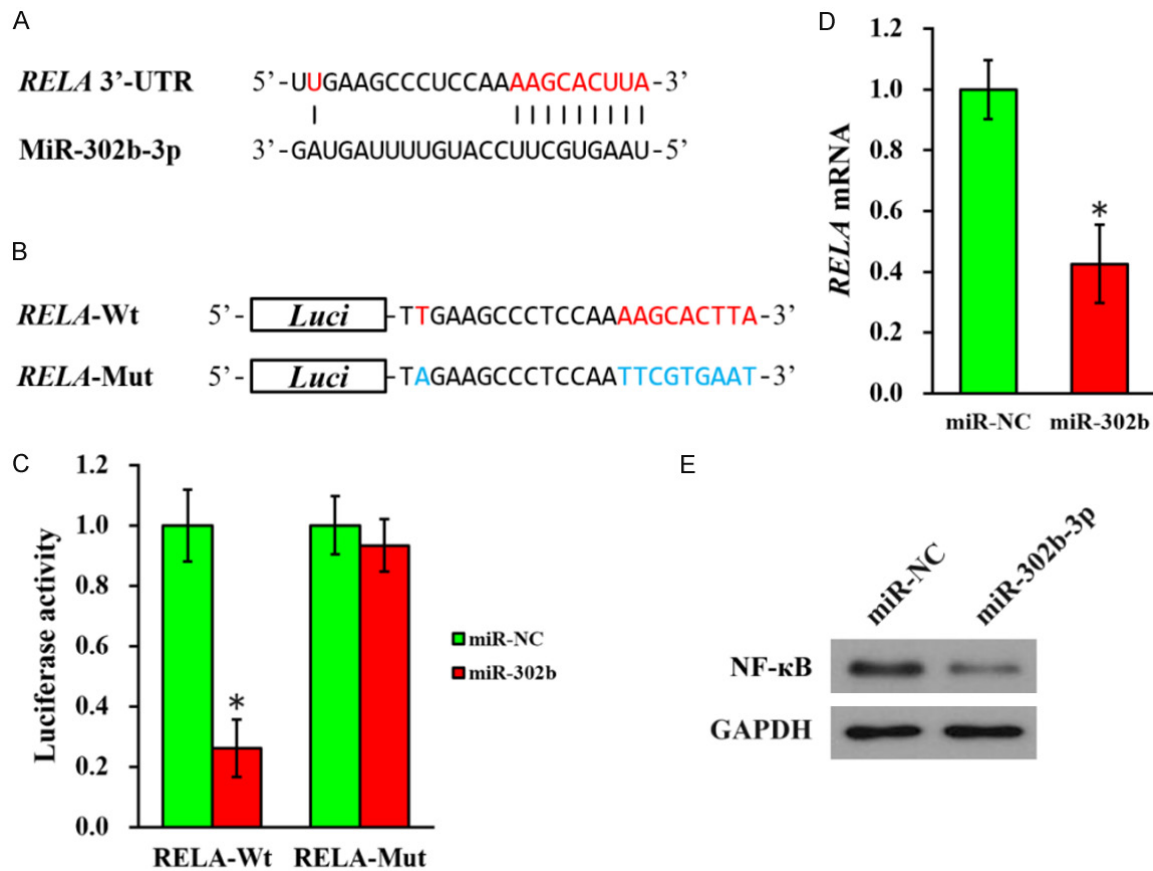 A
RELA 3’-UTR 5’-UUGAAGCCCUCCAAAAGCACUUA-3’
MiR-302b-3p 3’-GAUGAUUUUGUACCUUCGUGAAU-5’
B
RELA-Wt 5’- Luci -TTGAAGCCCTCCAAAAGCACTTA-3’
RELA-Mut 5’- Luci -TAGAAGCCCTCCAATTCGTGAAT-3’
C
Luciferase activity
1.2
1.0
0.8
0.6
0.4
0.2
0.0
*
RELA-Wt RELA-Mut
miR-NC
miR-302b
D
RELA mRNA
1.2
1.0
0.8
0.6
0.4
0.2
0.0
*
miR-NC miR-302b
E
miR-NC miR-302b-3p
NF-κB
GAPDH